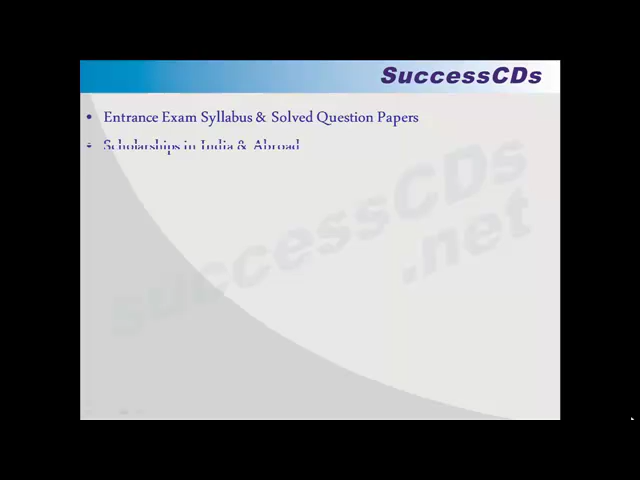 SuccessCDs
• Entrance Exam Syllabus & Solved Question Papers
• Scholarships in India & Abroad
successCDs
.net